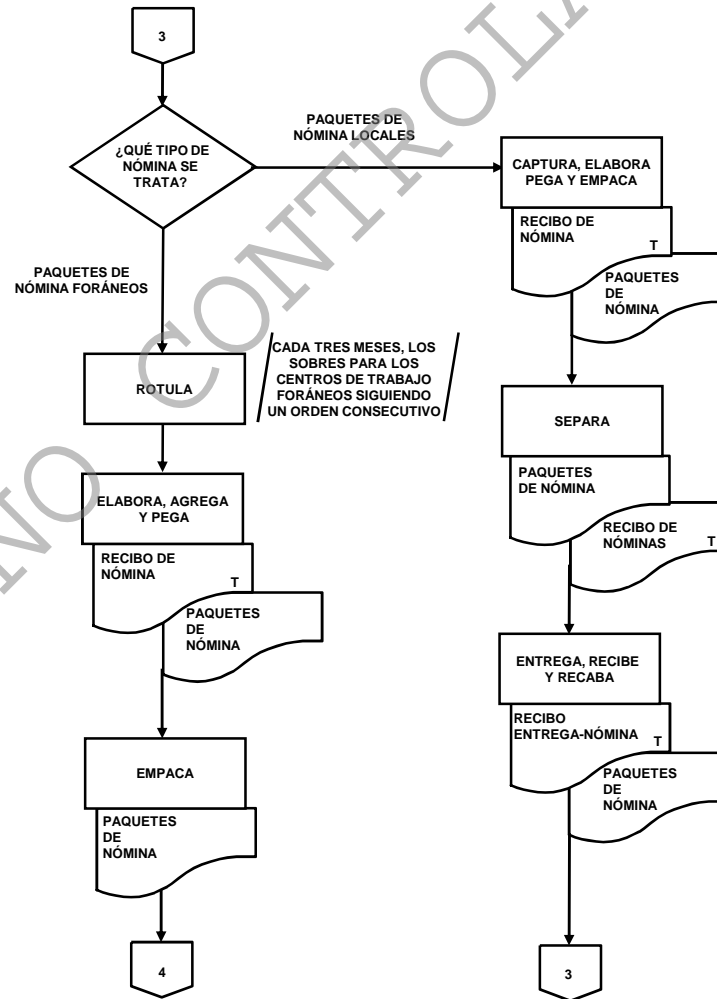 3
¿QUÉ TIPO DE
NÓMINA SE
TRATA?
PAQUETES DE
NÓMINA LOCALES
CAPTURA, ELABORA
PEGA Y EMPACA
RECIBO DE
NÓMINA
T
PAQUETES
DE
NÓMINA
SEPARA
PAQUETES
DE NÓMINA
RECIBO DE
NÓMINAS
T
ENTREGA, RECIBE
Y RECABA
RECIBO
ENTREGA-NÓMINA
T
PAQUETES
DE
NÓMINA
3
PAQUETES DE
NÓMINA FORÁNEOS
ROTULA
CADA TRES MESES, LOS
SOBRES PARA LOS
CENTROS DE TRABAJO
FORÁNEOS SIGUIENDO
UN ORDEN CONSECUTIVO
ELABORA, AGREGA
Y PEGA
RECIBO DE
NÓMINA
T
PAQUETES
DE
NÓMINA
EMPACA
PAQUETES
DE
NÓMINA
4
NO CONTROLA